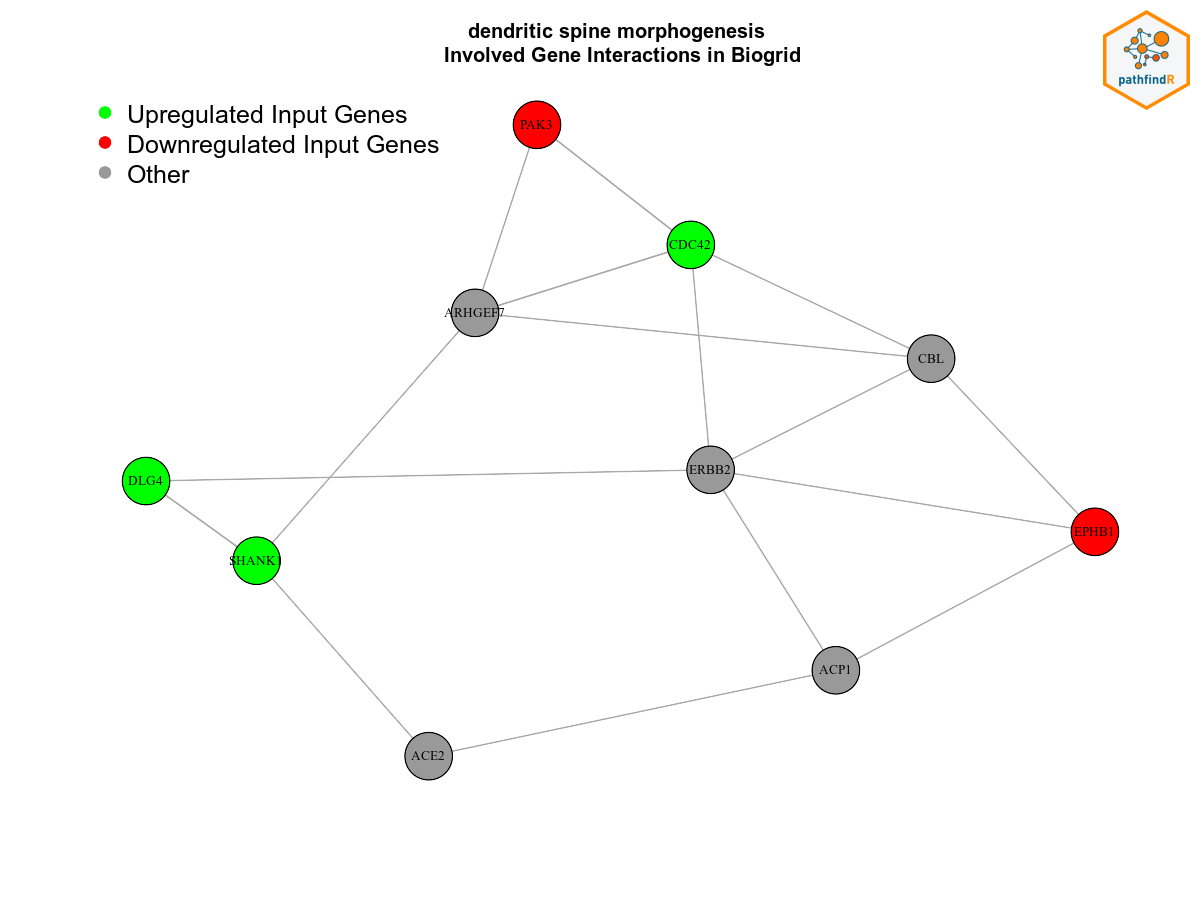 dendritic spine morphogenesis
Involved Gene Interactions in Biogrid
pathfindR
Upregulated Input Genes
Downregulated Input Genes
Other
PAK3
CDC42
ARHGEF7
CBL
ERBB2
DLG4
EPHB1
SHANK1
ACP1
ACE2